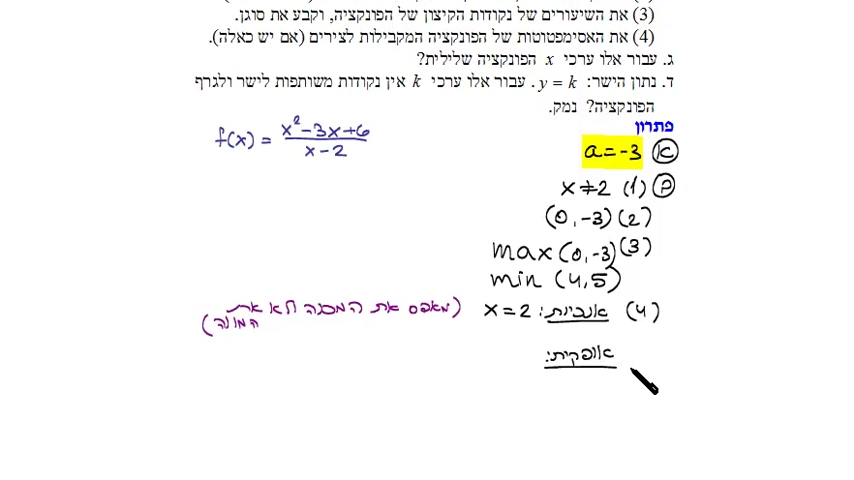 (3) את השיעורים של נקודות הקיצון של הפונקציה, וקבע את סוגן.
(4) את האסימפטוטות של הפונקציה המקבילות לצירים (אם יש כאלה).
ג. עבור אלו ערכי x הפונקציה שלילית?
ד. נתון הישר: y = k . עבור אלו ערכי k אין נקודות משותפות לישר ולגרף
הפונקציה? נמק.
פתרון
א a = -3
f(x) = (x² - 3x + 6)/(x - 2)
ב (1) x ≠ 2
(2) (0, -3)
(3) max (0, -3)
min (4, 5)
(4) אנכיות: x = 2 (מאפס את המכנה ולא את
המונה)
אופקית: